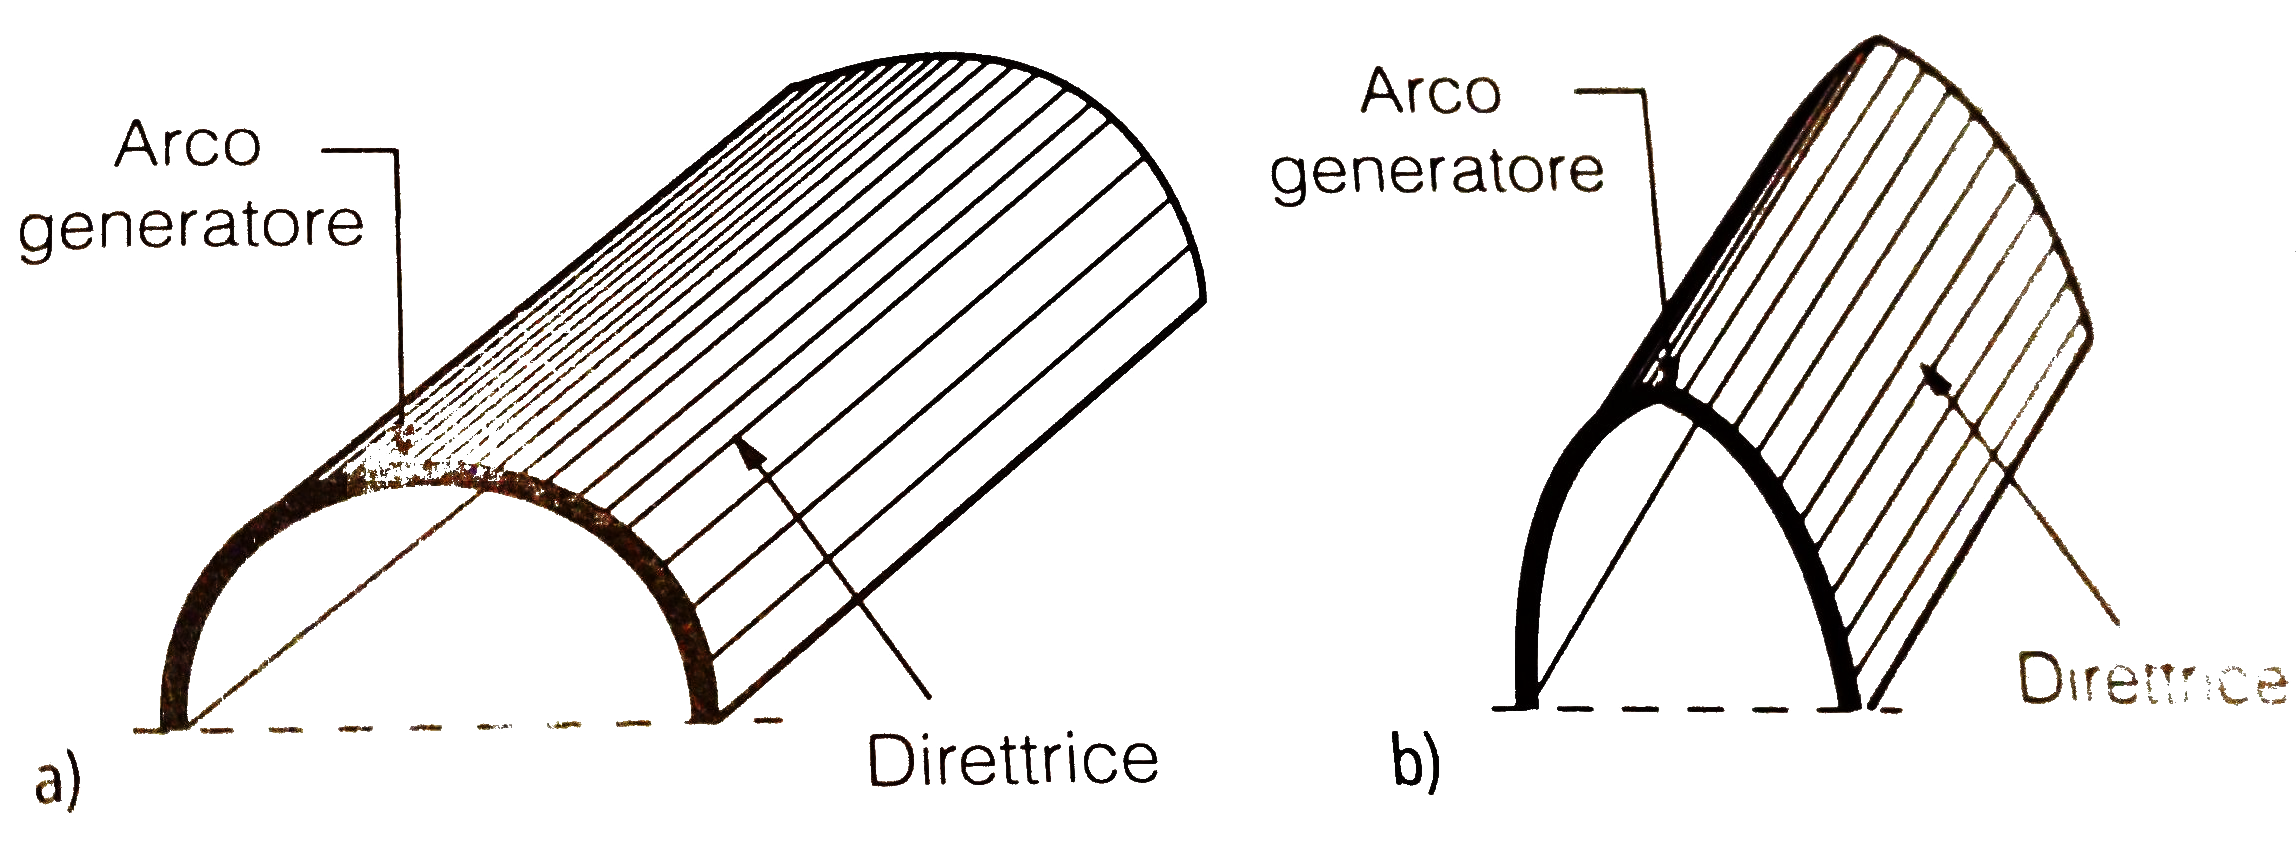 Arco
generatore
Direttrice
a)
Arco
generatore
Direttrice
b)